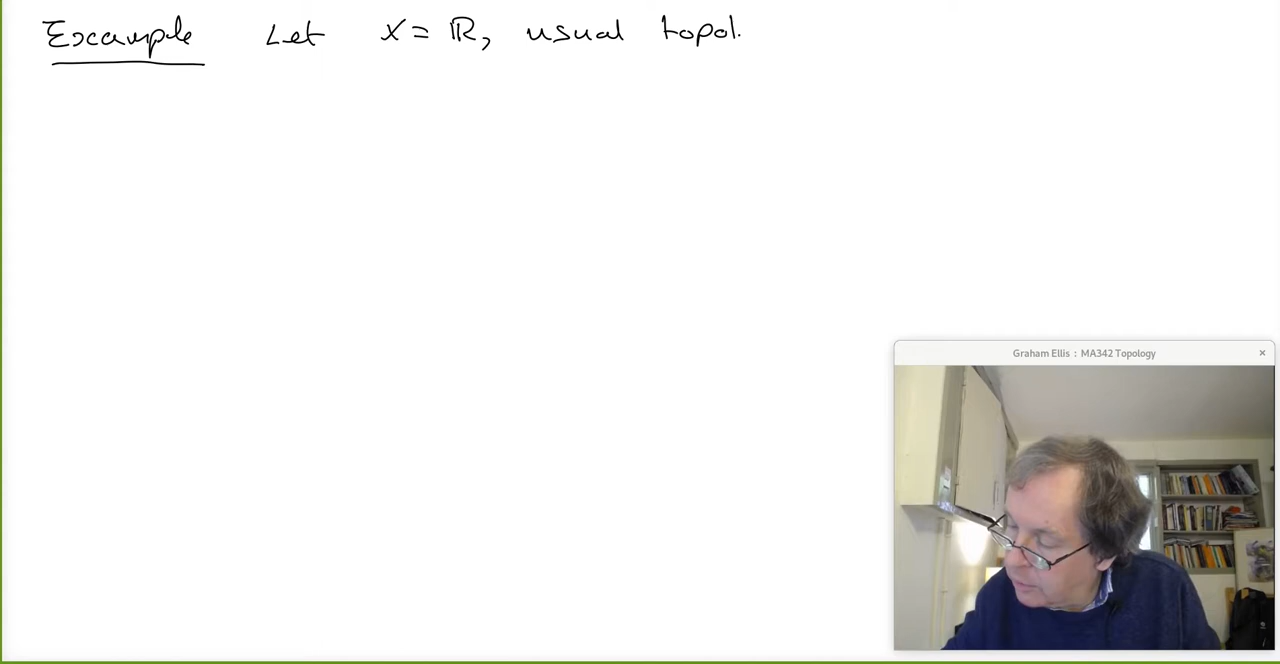 Example Let X = ℝ, usual topol.
Graham Ellis : MA342 Topology